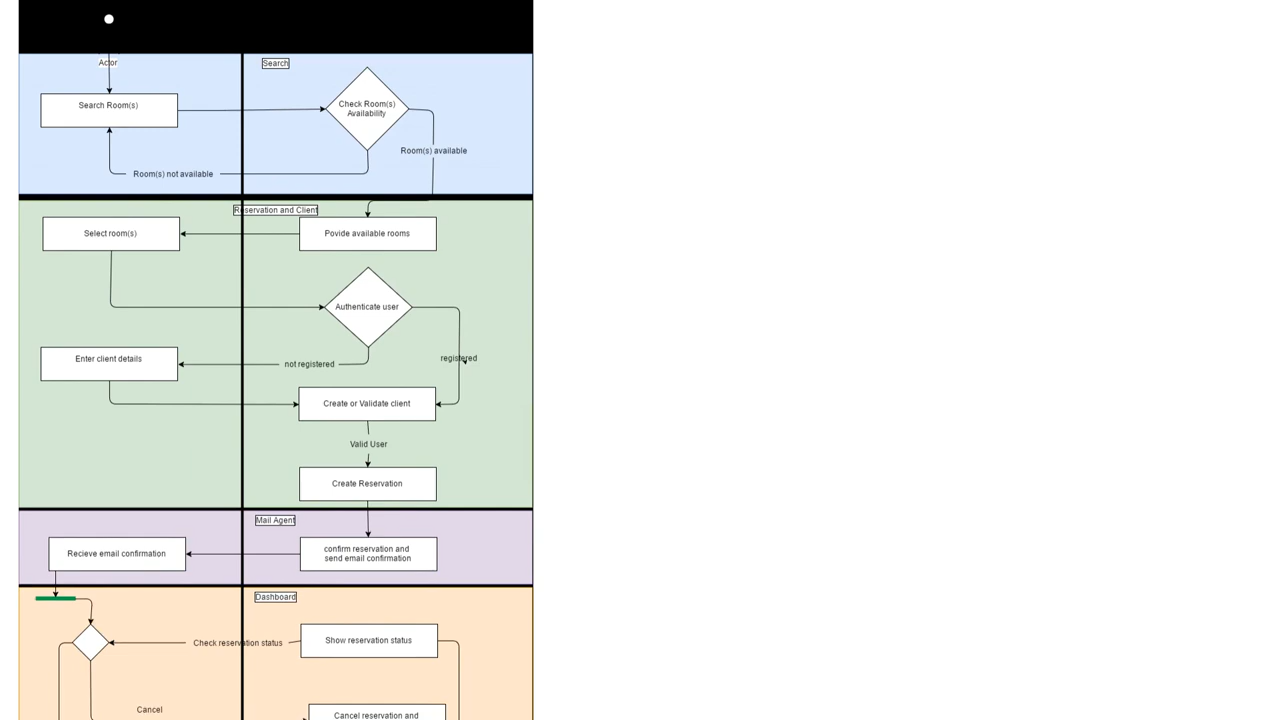 Actor
Search
Search Room(s)
Check Room(s)
Availability
Room(s) available
Room(s) not available
Reservation and Client
Select room(s)
Povide available rooms
Authenticate user
Enter client details
not registered
registered
Create or Validate client
Valid User
Create Reservation
Mail Agent
Recieve email confirmation
confirm reservation and
send email confirmation
Dashboard
Check reservation status
Show reservation status
Cancel
Cancel reservation and